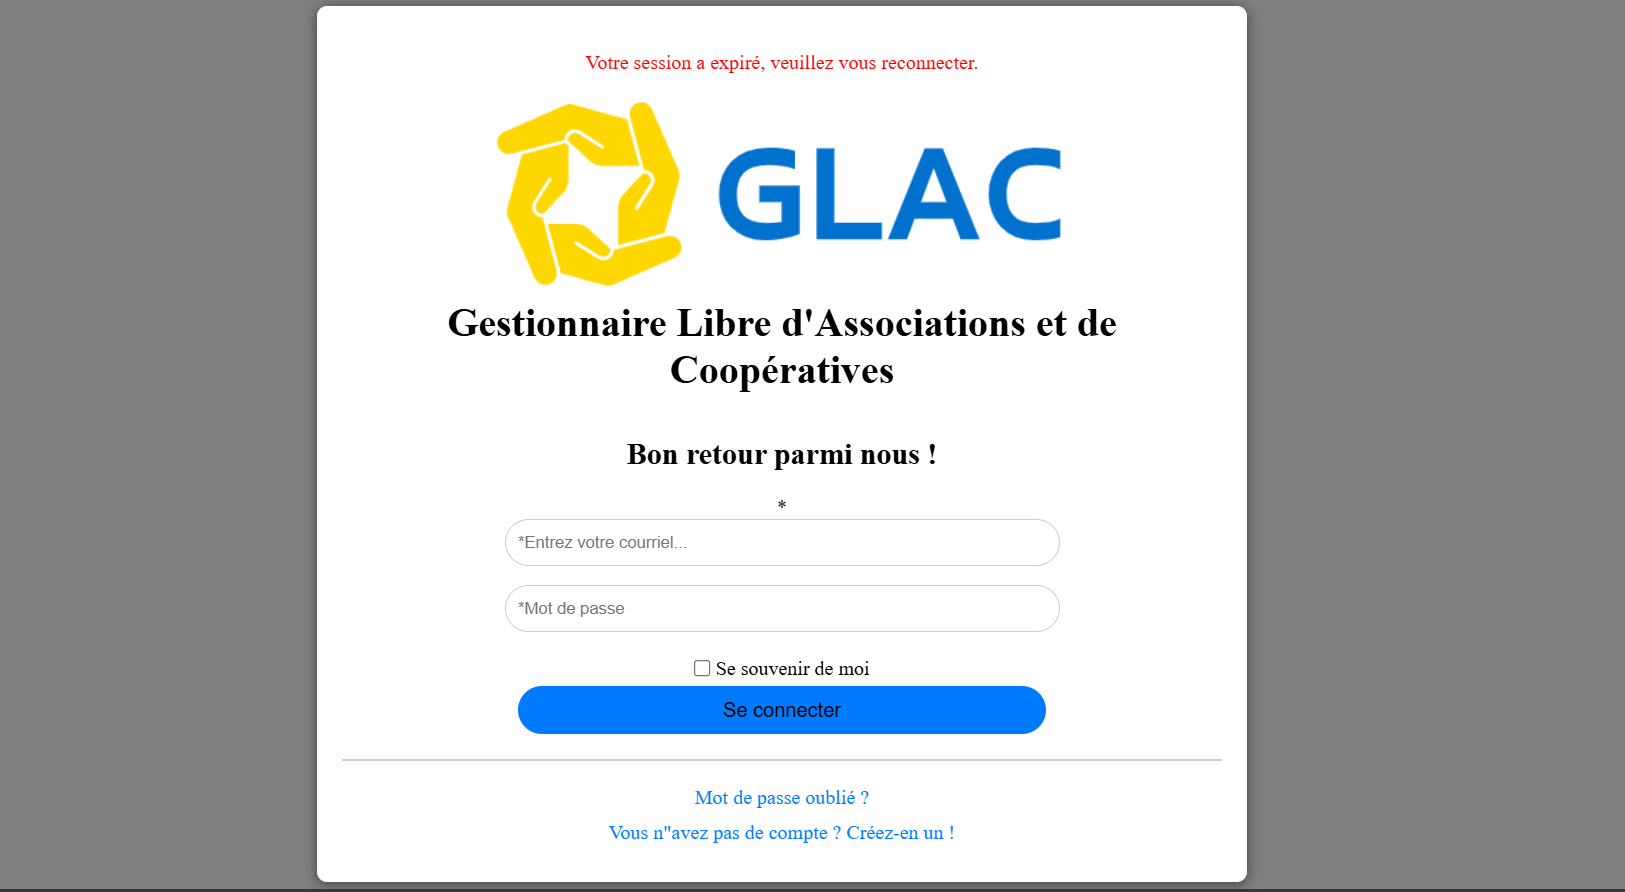 Votre session a expiré, veuillez vous reconnecter.
GLAC
Gestionnaire Libre d'Associations et de
Coopératives
Bon retour parmi nous !
*
*Entrez votre courriel...
*Mot de passe
Se souvenir de moi
Se connecter
Mot de passe oublié ?
Vous n"avez pas de compte ? Créez-en un !